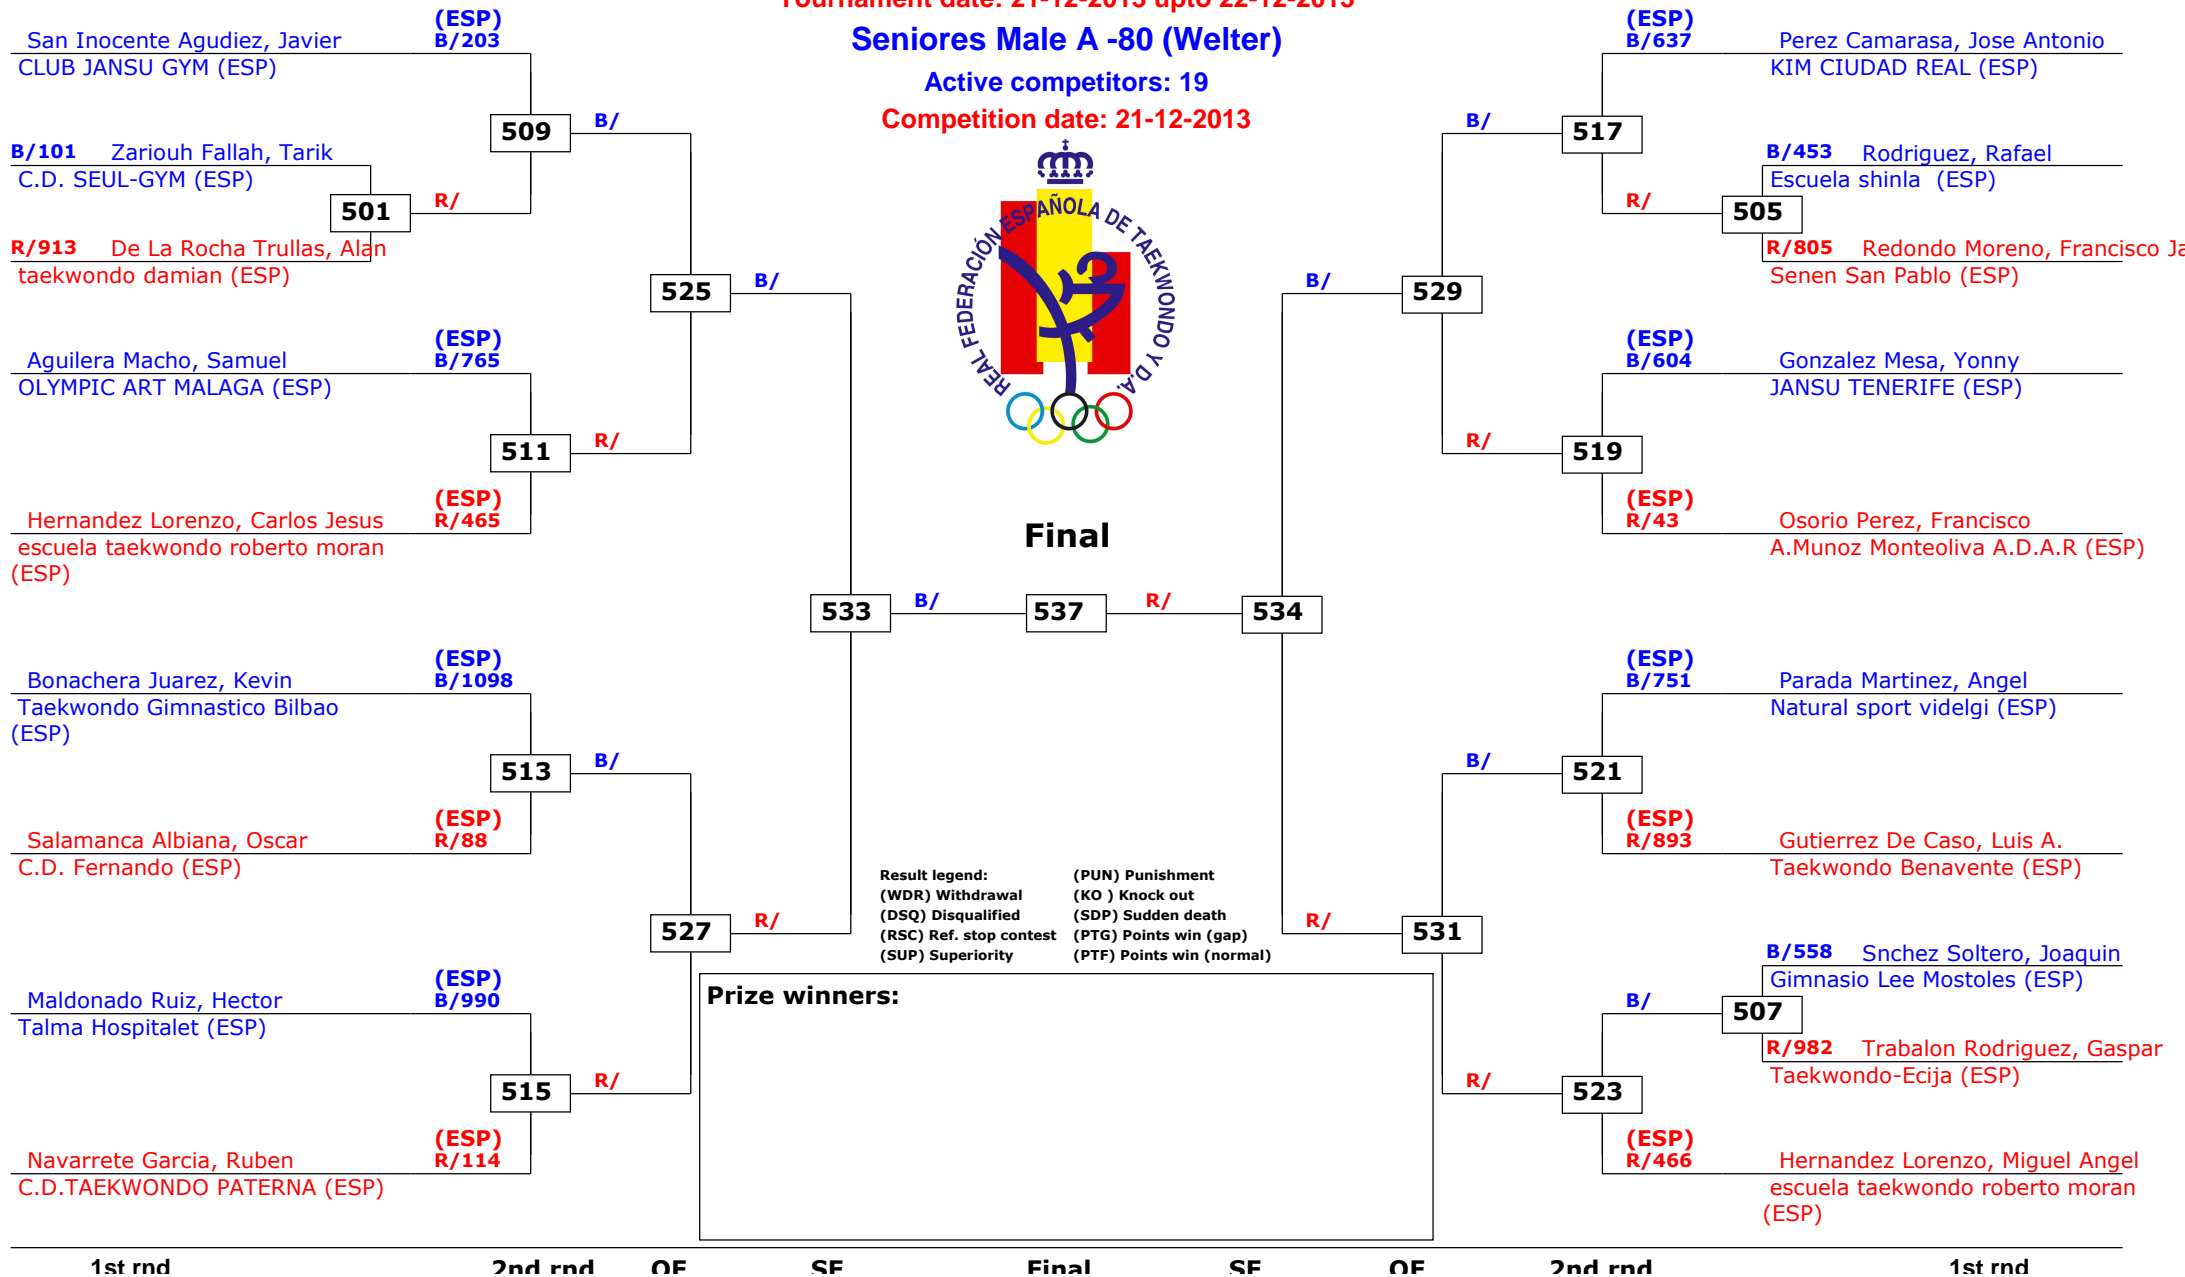 Tournament date: 21-12-2013 upto 22-12-2013
Seniores Male A -80 (Welter)
Active competitors: 19
Competition date: 21-12-2013
REAL FEDERACIÓN ESPAÑOLA DE TAEKWONDO Y D.A.
(ESP)
San Inocente Agudiez, Javier B/203
CLUB JANSU GYM (ESP)
509 B/
B/101 Zariouh Fallah, Tarik
C.D. SEUL-GYM (ESP)
501 R/
R/913 De La Rocha Trullas, Alan
taekwondo damian (ESP)
525 B/
(ESP)
Aguilera Macho, Samuel B/765
OLYMPIC ART MALAGA (ESP)
511 R/
(ESP)
Hernandez Lorenzo, Carlos Jesus R/465
escuela taekwondo roberto moran
(ESP)
533 B/
(ESP)
Bonachera Juarez, Kevin B/1098
Taekwondo Gimnastico Bilbao
(ESP)
513 B/
(ESP)
Salamanca Albiana, Oscar R/88
C.D. Fernando (ESP)
527 R/
(ESP)
Maldonado Ruiz, Hector B/990
Talma Hospitalet (ESP)
515 R/
(ESP)
Navarrete Garcia, Ruben R/114
C.D.TAEKWONDO PATERNA (ESP)
Final
537
(ESP)
B/637 Perez Camarasa, Jose Antonio
KIM CIUDAD REAL (ESP)
B/ 517
B/453 Rodriguez, Rafael
Escuela shinla (ESP)
R/ 505
R/805 Redondo Moreno, Francisco Ja
Senen San Pablo (ESP)
B/ 529
(ESP)
B/604 Gonzalez Mesa, Yonny
JANSU TENERIFE (ESP)
R/ 519
(ESP)
R/43 Osorio Perez, Francisco
A.Munoz Monteoliva A.D.A.R (ESP)
R/ 534
(ESP)
B/751 Parada Martinez, Angel
Natural sport videlgi (ESP)
B/ 521
(ESP)
R/893 Gutierrez De Caso, Luis A.
Taekwondo Benavente (ESP)
R/ 531
B/558 Snchez Soltero, Joaquin
Gimnasio Lee Mostoles (ESP)
B/ 507
R/982 Trabalon Rodriguez, Gaspar
Taekwondo-Ecija (ESP)
R/ 523
(ESP)
R/466 Hernandez Lorenzo, Miguel Angel
escuela taekwondo roberto moran
(ESP)
Result legend: (PUN) Punishment
(WDR) Withdrawal (KO ) Knock out
(DSQ) Disqualified (SDP) Sudden death
(RSC) Ref. stop contest (PTG) Points win (gap)
(SUP) Superiority (PTF) Points win (normal)
Prize winners:
1st rnd 2nd rnd QF SF Final SF QF 2nd rnd 1st rnd